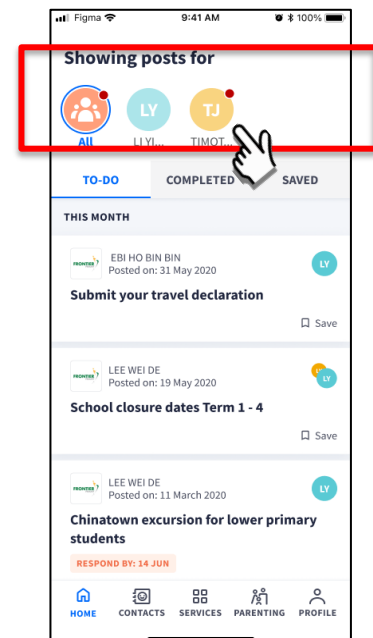 Figma
9:41 AM
100%
Showing posts for
LY
TJ
All
LI YI...
TIMOT...
TO-DO
COMPLETED
SAVED
THIS MONTH
FRONTIER
EBI HO BIN BIN
Posted on: 31 May 2020
LY
Submit your travel declaration
Save
FRONTIER
LEE WEI DE
Posted on: 19 May 2020
LY
School closure dates Term 1 - 4
Save
FRONTIER
LEE WEI DE
Posted on: 11 March 2020
LY
Chinatown excursion for lower primary
students
RESPOND BY: 14 JUN
HOME
CONTACTS
SERVICES
PARENTING
PROFILE